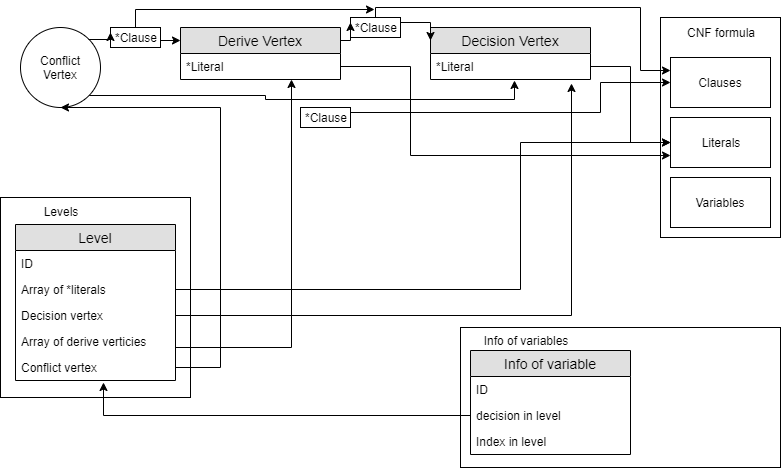 Conflict
Vertex
*Clause
Derive Vertex
*Literal
*Clause
Decision Vertex
*Literal
*Clause
CNF formula
Clauses
Literals
Variables
Levels
Level
ID
Array of *literals
Decision vertex
Array of derive verticies
Conflict vertex
Info of variables
Info of variable
ID
decision in level
Index in level